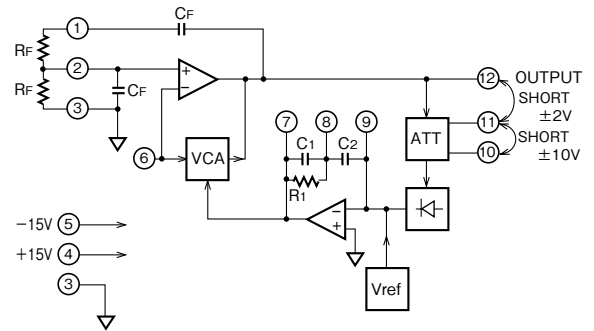 CF
1
RF
2
RF
CF
3
+
−
12
OUTPUT
SHORT
±2V
11
ATT
SHORT
±10V
10
7
8
9
6
VCA
C1
C2
R1
−
+
Vref
−15V
5
+15V
4
3